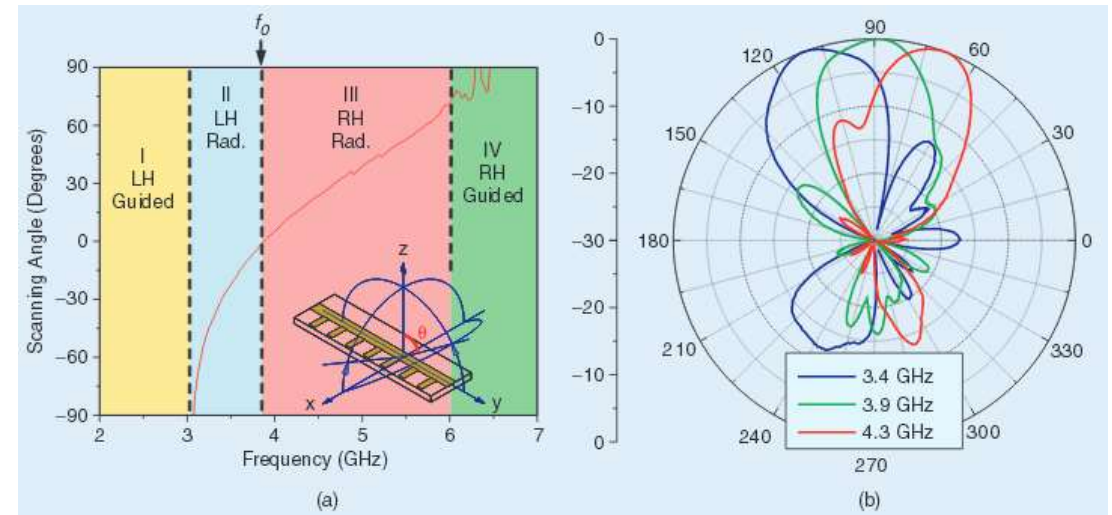 f0
90
60
30
0
−30
−60
−90
Scanning Angle (Degrees)
I
LH
Guided
II
LH
Rad.
III
RH
Rad.
IV
RH
Guided
z
θ
x
y
2
3
4
5
6
7
Frequency (GHz)
(a)
0
−10
−20
−30
−20
−10
0
90
120
60
150
30
180
0
210
330
240
300
270
3.4 GHz
3.9 GHz
4.3 GHz
(b)